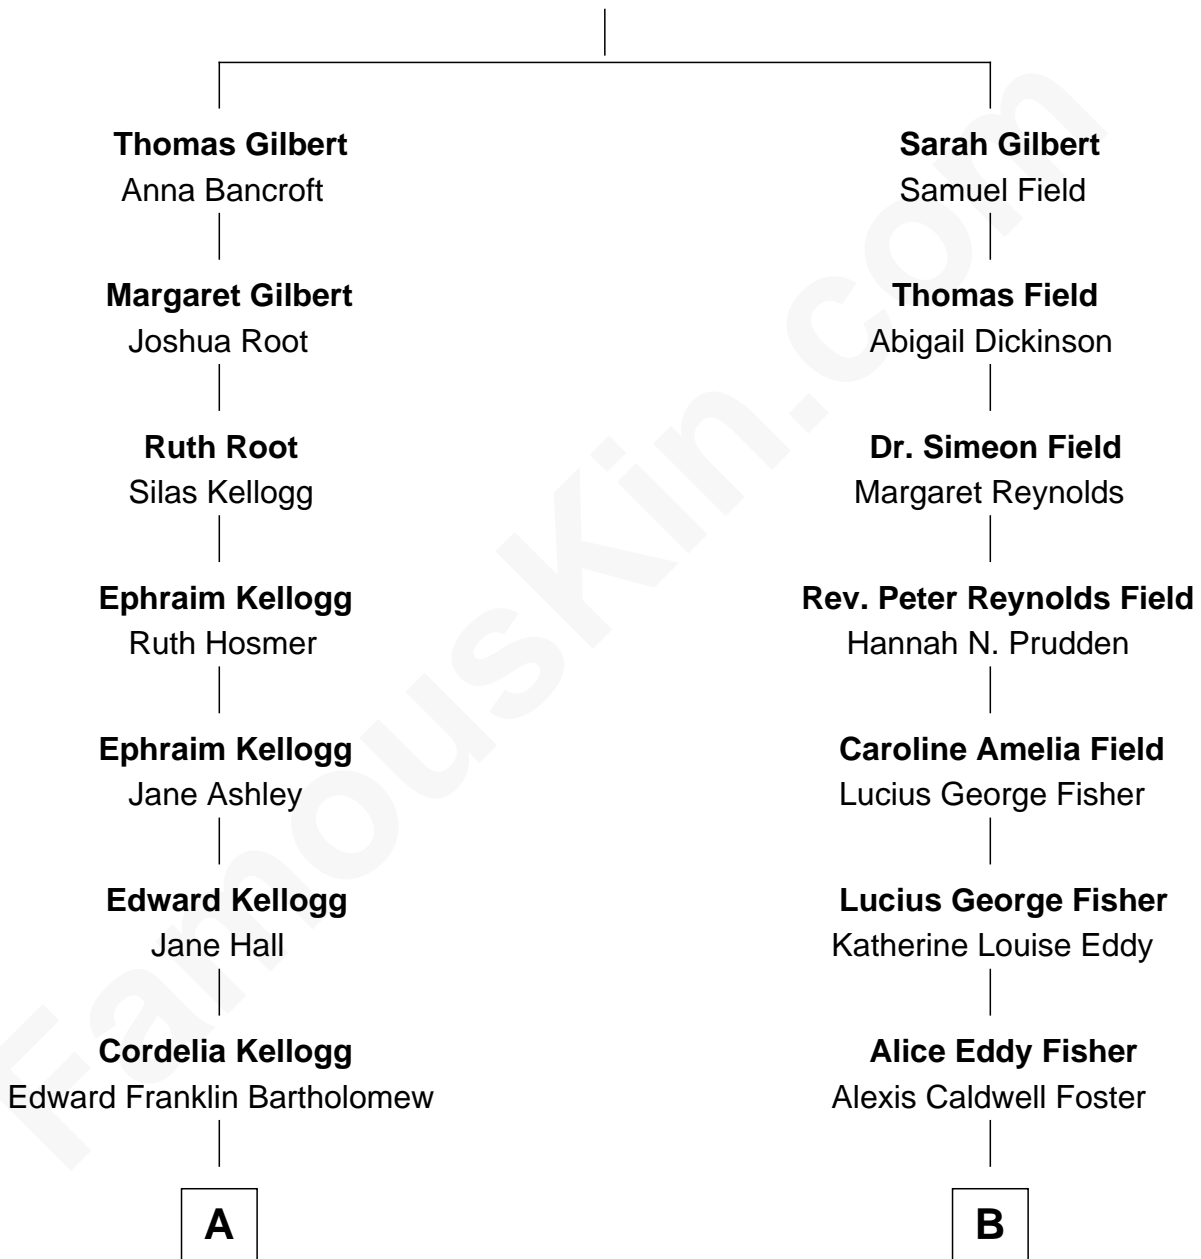 Thomas Gilbert
Anna Bancroft
Margaret Gilbert
Joshua Root
Ruth Root
Silas Kellogg
Ephraim Kellogg
Ruth Hosmer
Ephraim Kellogg
Jane Ashley
Edward Kellogg
Jane Hall
Cordelia Kellogg
Edward Franklin Bartholomew
A
Sarah Gilbert
Samuel Field
Thomas Field
Abigail Dickinson
Dr. Simeon Field
Margaret Reynolds
Rev. Peter Reynolds Field
Hannah N. Prudden
Caroline Amelia Field
Lucius George Fisher
Lucius George Fisher
Katherine Louise Eddy
Alice Eddy Fisher
Alexis Caldwell Foster
B
FamousKin.com